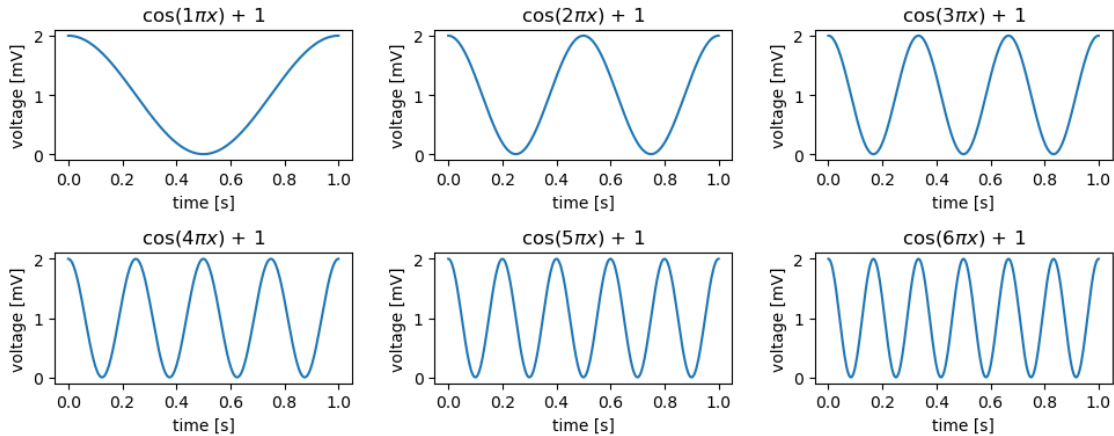 cos(1πx) + 1
cos(2πx) + 1
cos(3πx) + 1
voltage [mV]
2
1
0
0.0 0.2 0.4 0.6 0.8 1.0
time [s]
voltage [mV]
2
1
0
0.0 0.2 0.4 0.6 0.8 1.0
time [s]
voltage [mV]
2
1
0
0.0 0.2 0.4 0.6 0.8 1.0
time [s]
cos(4πx) + 1
cos(5πx) + 1
cos(6πx) + 1
voltage [mV]
2
1
0
0.0 0.2 0.4 0.6 0.8 1.0
time [s]
voltage [mV]
2
1
0
0.0 0.2 0.4 0.6 0.8 1.0
time [s]
voltage [mV]
2
1
0
0.0 0.2 0.4 0.6 0.8 1.0
time [s]